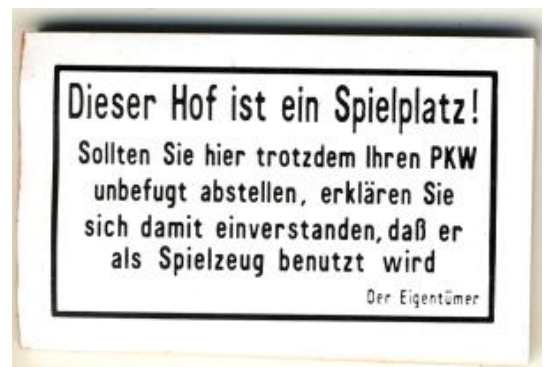 Dieser Hof ist ein Spielplatz!
Sollten Sie hier trotzdem Ihren PKW
unbefugt abstellen, erklären Sie
sich damit einverstanden, daß er
als Spielzeug benutzt wird
Der Eigentümer